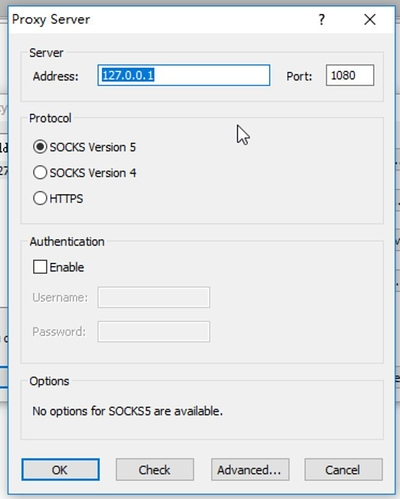 Proxy Server
?
Server
Address: 127.0.0.1 Port: 1080
Protocol
SOCKS Version 5
SOCKS Version 4
HTTPS
Authentication
Enable
Username:
Password:
Options
No options for SOCKS5 are available.
OK Check Advanced... Cancel